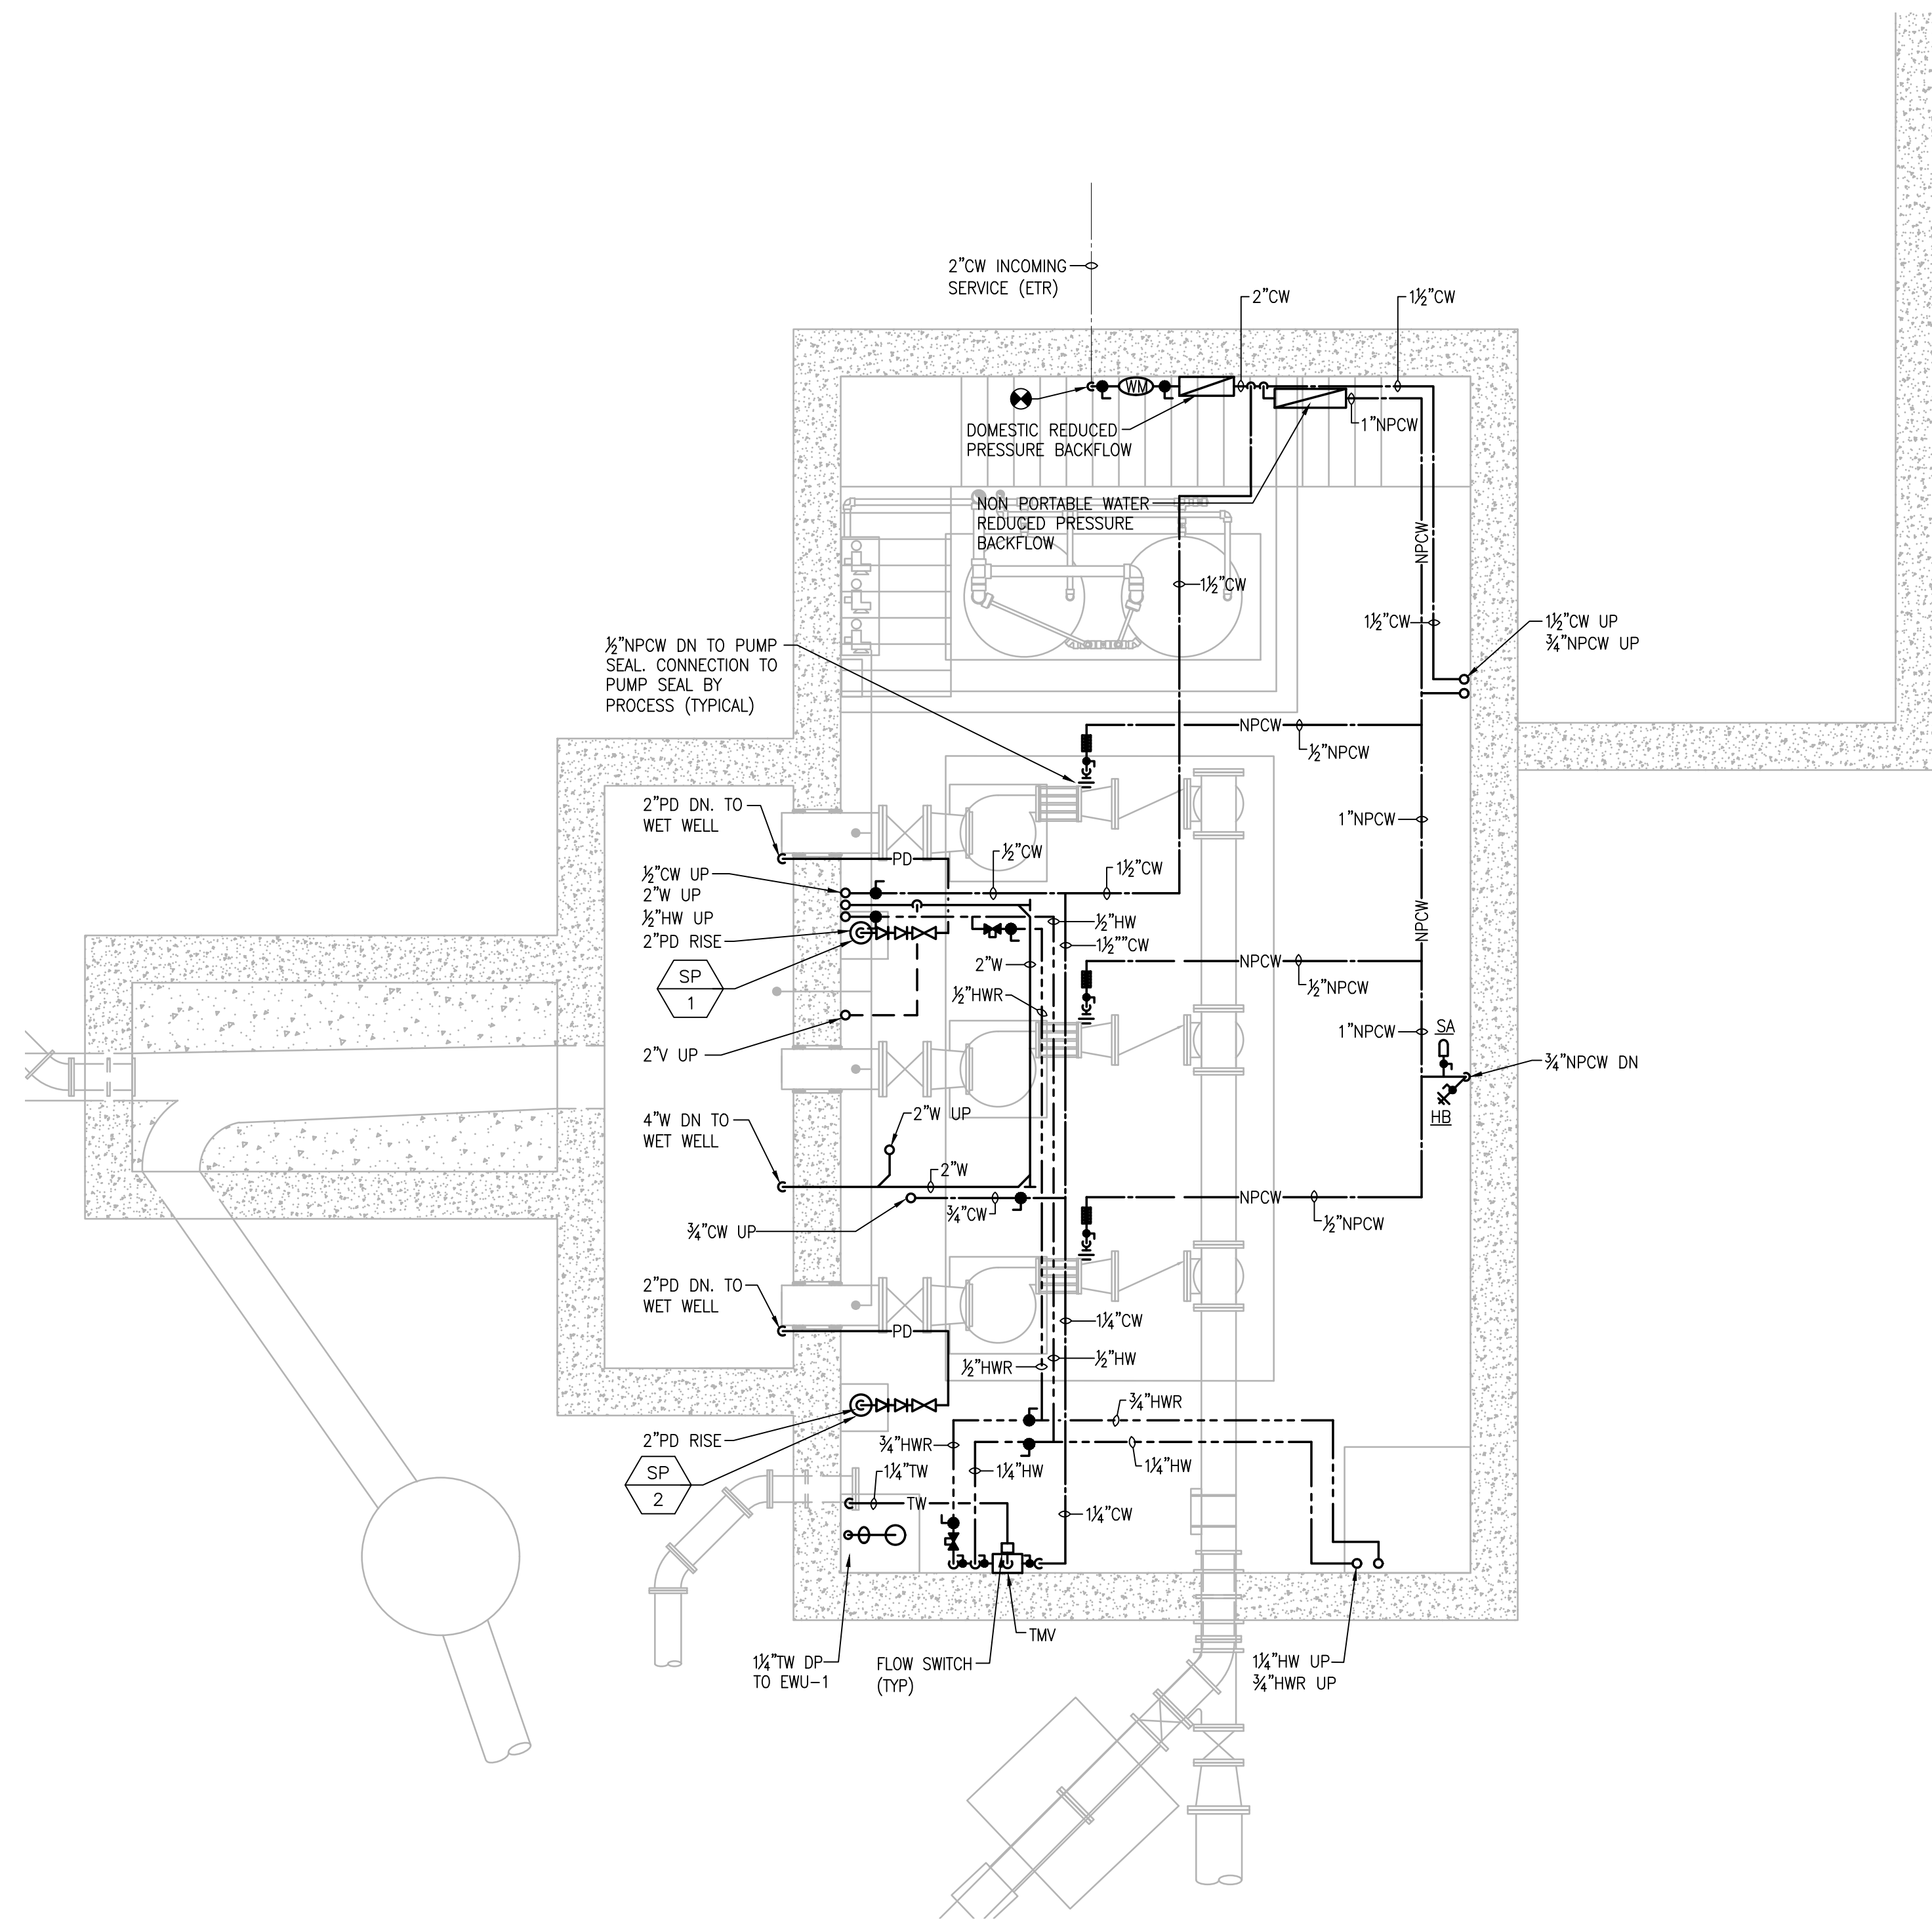 2"CW INCOMING
SERVICE (ETR)
2"CW
1½"CW
WM
DOMESTIC REDUCED
PRESSURE BACKFLOW
1"NPCW
NON PORTABLE WATER
REDUCED PRESSURE
BACKFLOW
NPCW
1½"CW
1½"CW
1½"CW UP
¾"NPCW UP
½"NPCW DN TO PUMP
SEAL. CONNECTION TO
PUMP SEAL BY
PROCESS (TYPICAL)
NPCW
½"NPCW
2"PD DN. TO
WET WELL
1"NPCW
PD
½"CW
1½"CW
½"CW UP
2"W UP
½"HW UP
2"PD RISE
½"HW
1½""CW
NPCW
2"W
NPCW
½"NPCW
SP
1
½"HWR
1"NPCW
SA
2"V UP
¾"NPCW DN
HB
4"W DN TO
WET WELL
2"W UP
2"W
¾"CW
NPCW
½"NPCW
¾"CW UP
2"PD DN. TO
WET WELL
PD
1¼"CW
½"HWR
½"HW
¾"HWR
2"PD RISE
¾"HWR
1¼"HW
1¼"HW
SP
2
1¼"TW
TW
1¼"CW
TMV
1¼"TW DP
TO EWU-1
FLOW SWITCH
(TYP)
1¼"HW UP
¾"HWR UP